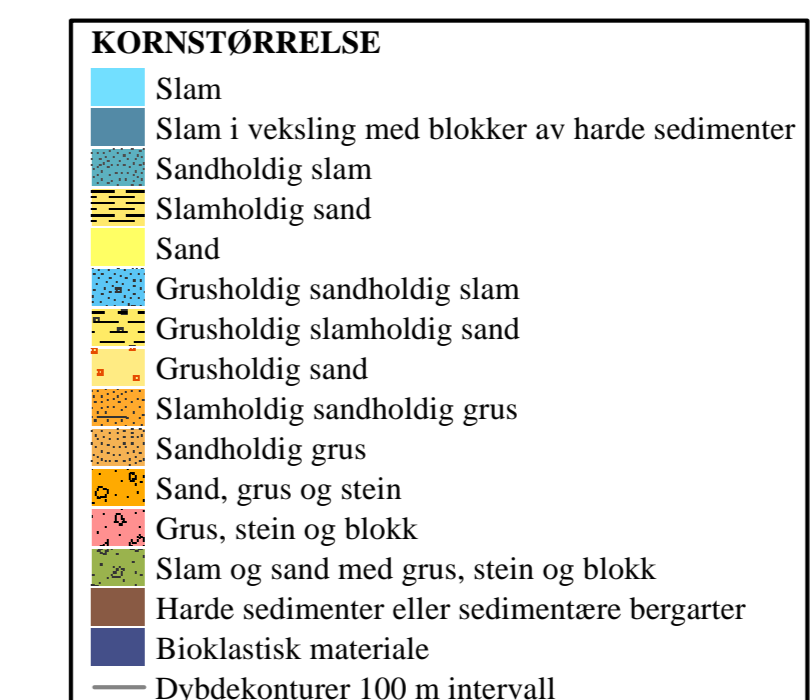 KORNSTØRRELSE
Slam
Slam i veksling med blokker av harde sedimenter
Sandholdig slam
Slamholdig sand
Sand
Grusholdig sandholdig slam
Grusholdig slamholdig sand
Grusholdig sand
Slamholdig sandholdig grus
Sandholdig grus
Sand, grus og stein
Grus, stein og blokk
Slam og sand med grus, stein og blokk
Harde sedimenter eller sedimentære bergarter
Bioklastisk materiale
Dybdekonturer 100 m intervall